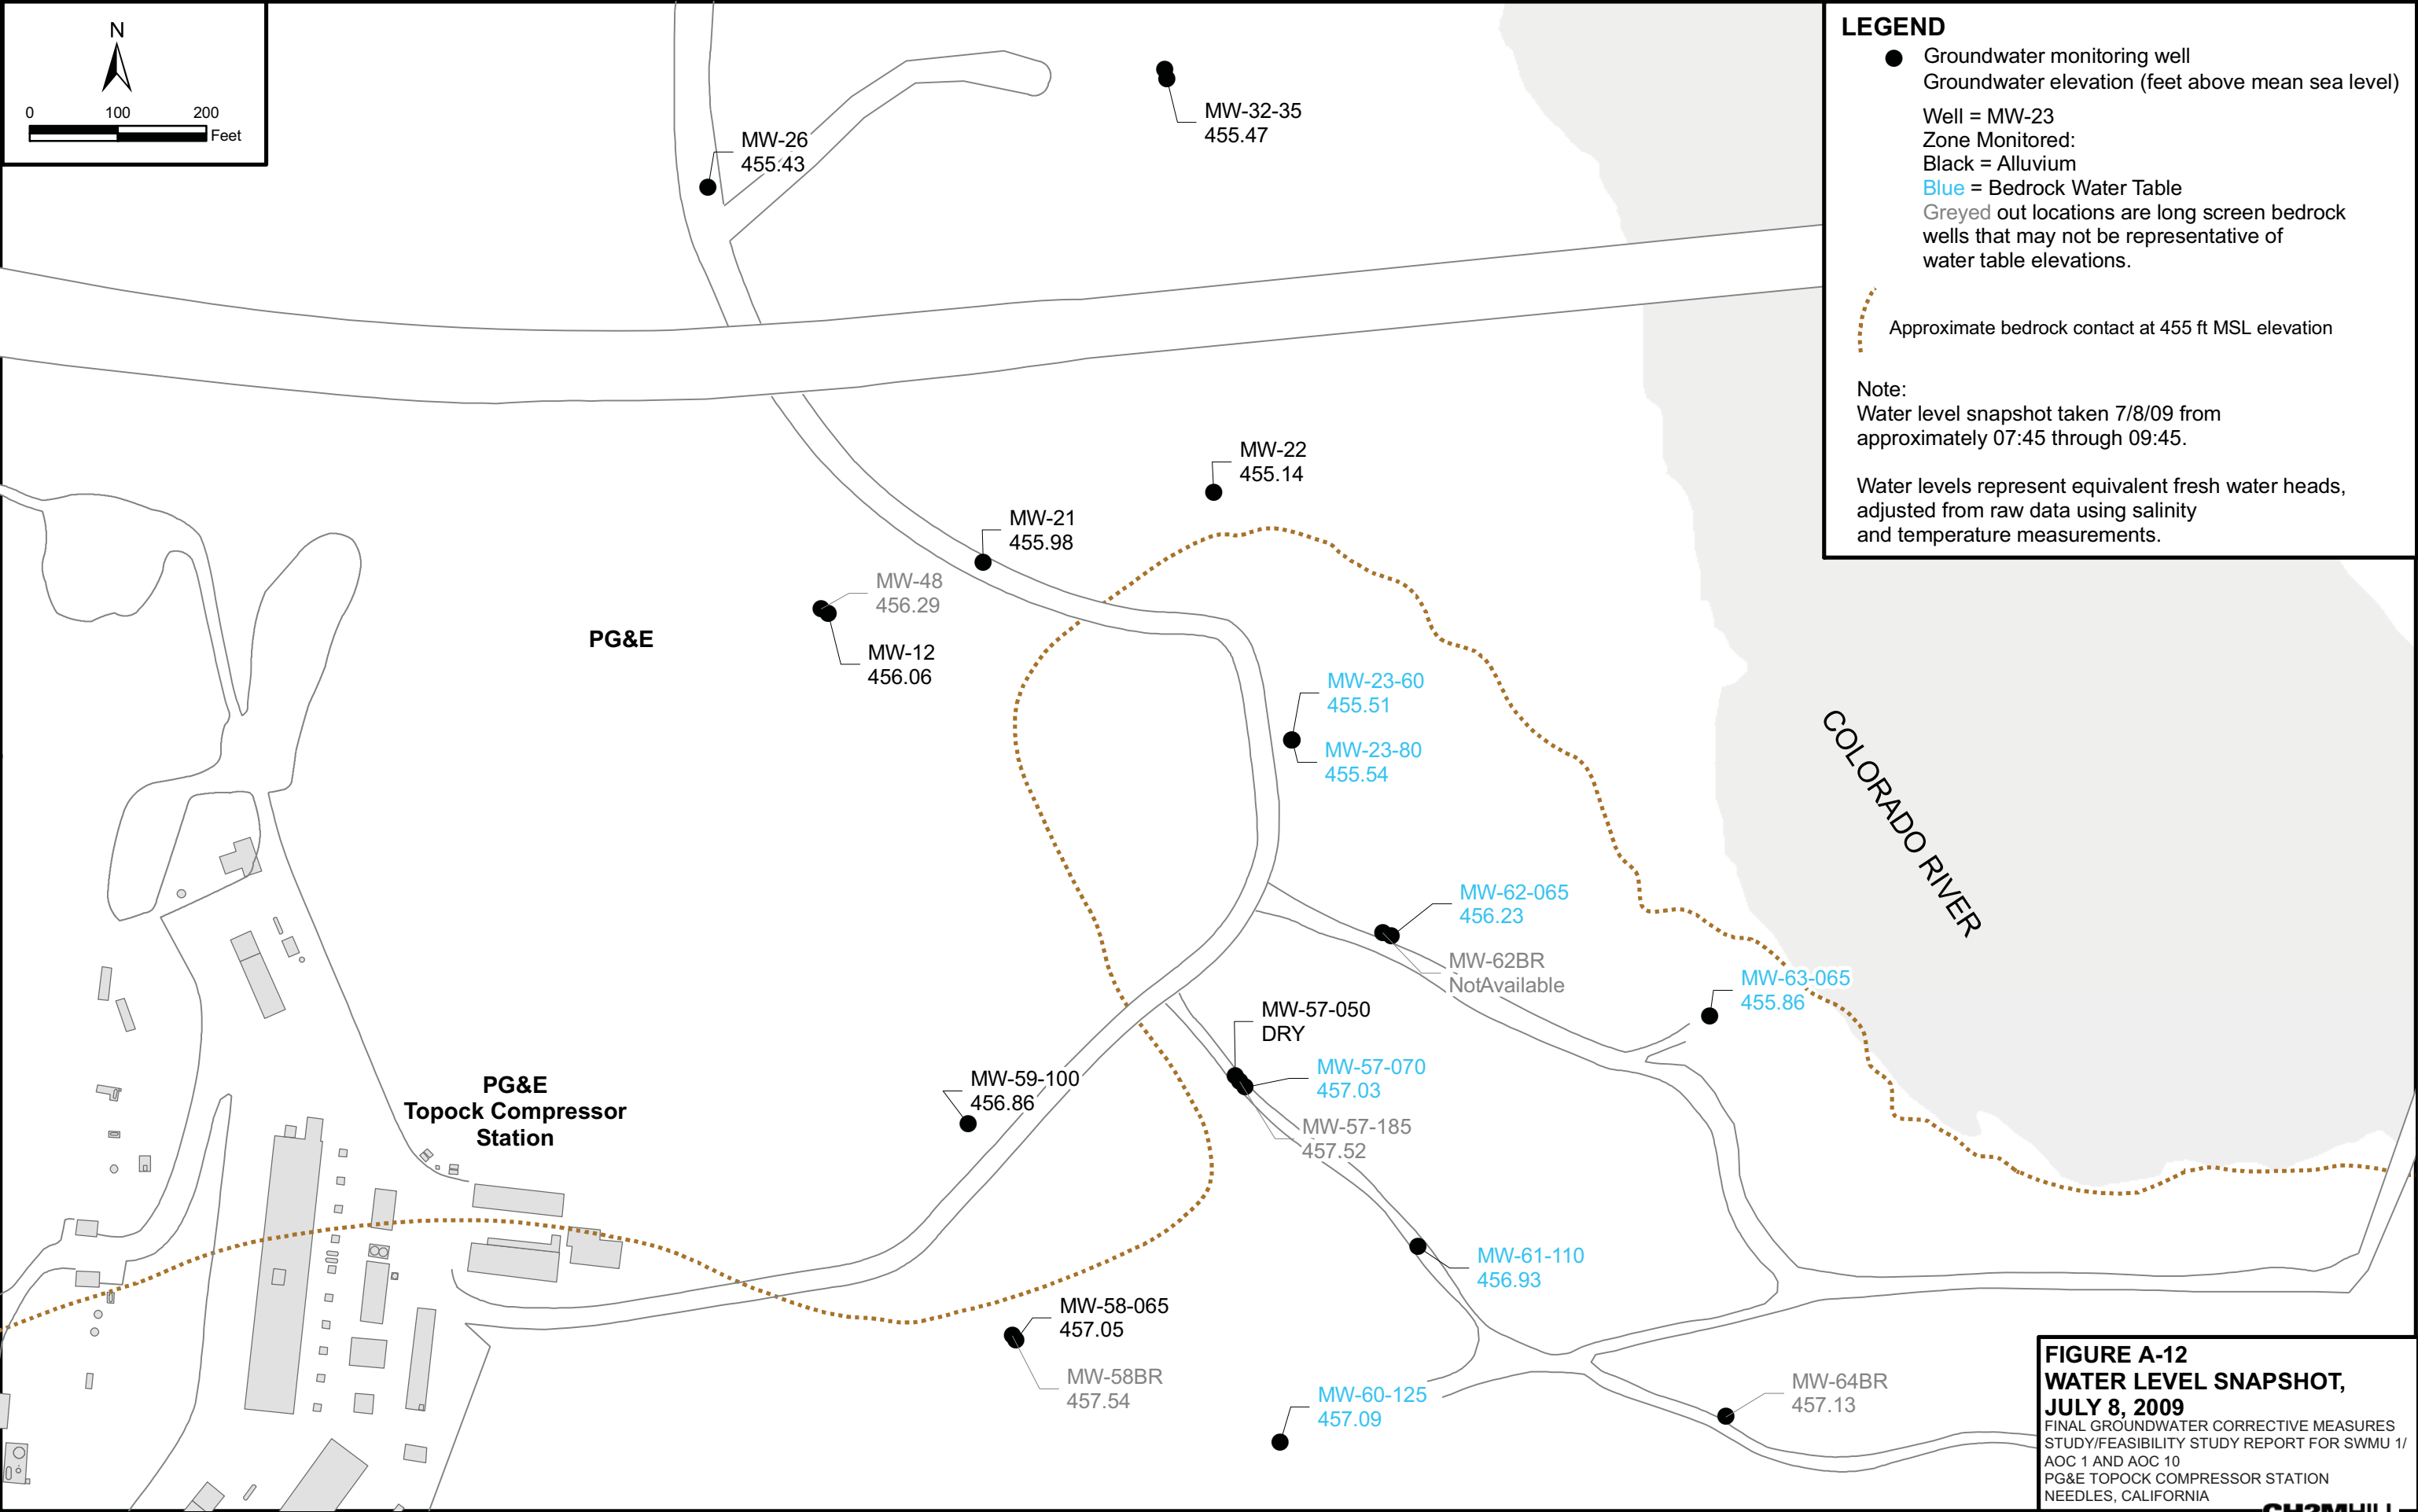 N
0 100 200
Feet
MW-26
455.43
MW-32-35
455.47
LEGEND
Groundwater monitoring well
Groundwater elevation (feet above mean sea level)
Well = MW-23
Zone Monitored:
Black = Alluvium
Blue = Bedrock Water Table
Greyed out locations are long screen bedrock
wells that may not be representative of
water table elevations.
Approximate bedrock contact at 455 ft MSL elevation
Note:
Water level snapshot taken 7/8/09 from
approximately 07:45 through 09:45.
Water levels represent equivalent fresh water heads,
adjusted from raw data using salinity
and temperature measurements.
MW-22
455.14
MW-21
455.98
MW-48
456.29
PG&E
MW-12
456.06
MW-23-60
455.51
MW-23-80
455.54
COLORADO RIVER
MW-62-065
456.23
MW-62BR
NotAvailable
MW-63-065
455.86
MW-57-050
DRY
MW-57-070
457.03
MW-57-185
457.52
MW-59-100
456.86
PG&E
Topock Compressor
Station
MW-61-110
456.93
MW-58-065
457.05
MW-58BR
457.54
MW-60-125
457.09
MW-64BR
457.13
FIGURE A-12
WATER LEVEL SNAPSHOT,
JULY 8, 2009
FINAL GROUNDWATER CORRECTIVE MEASURES
STUDY/FEASIBILITY STUDY REPORT FOR SWMU 1/
AOC 1 AND AOC 10
PG&E TOPOCK COMPRESSOR STATION
NEEDLES, CALIFORNIA
CH2MHILL